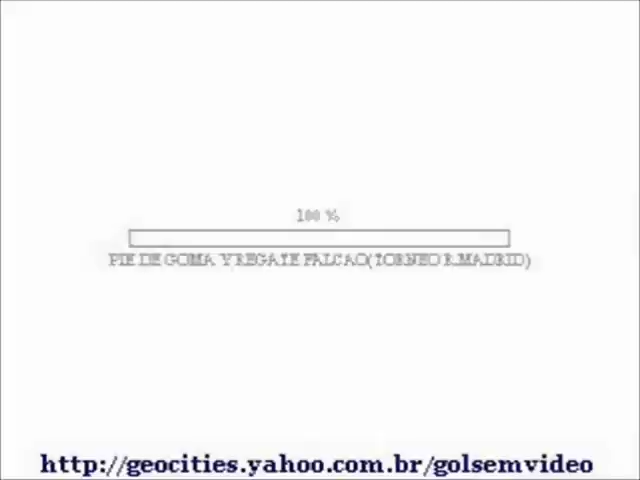 100 %
PIE DE GOMA Y REGATE FALCAO(TORNEO R.MADRID)
http://geocities.yahoo.com.br/golsemvideo